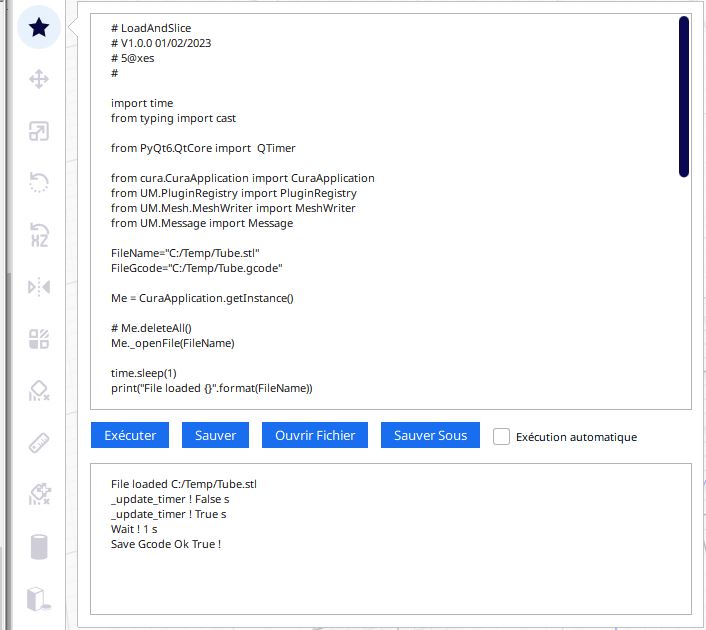 # LoadAndSlice
# V1.0.0 01/02/2023
# 5@xes
#
import time
from typing import cast
from PyQt6.QtCore import  QTimer
from cura.CuraApplication import CuraApplication
from UM.PluginRegistry import PluginRegistry
from UM.Mesh.MeshWriter import MeshWriter
from UM.Message import Message
FileName="C:/Temp/Tube.stl"
FileGcode="C:/Temp/Tube.gcode"
Me = CuraApplication.getInstance()
# Me.deleteAll()
Me._openFile(FileName)
time.sleep(1)
print("File loaded {}".format(FileName))
Exécuter Sauver Ouvrir Fichier Sauver Sous Exécution automatique
File loaded C:/Temp/Tube.stl
_update_timer ! False s
_update_timer ! True s
Wait ! 1 s
Save Gcode Ok True !
XZ